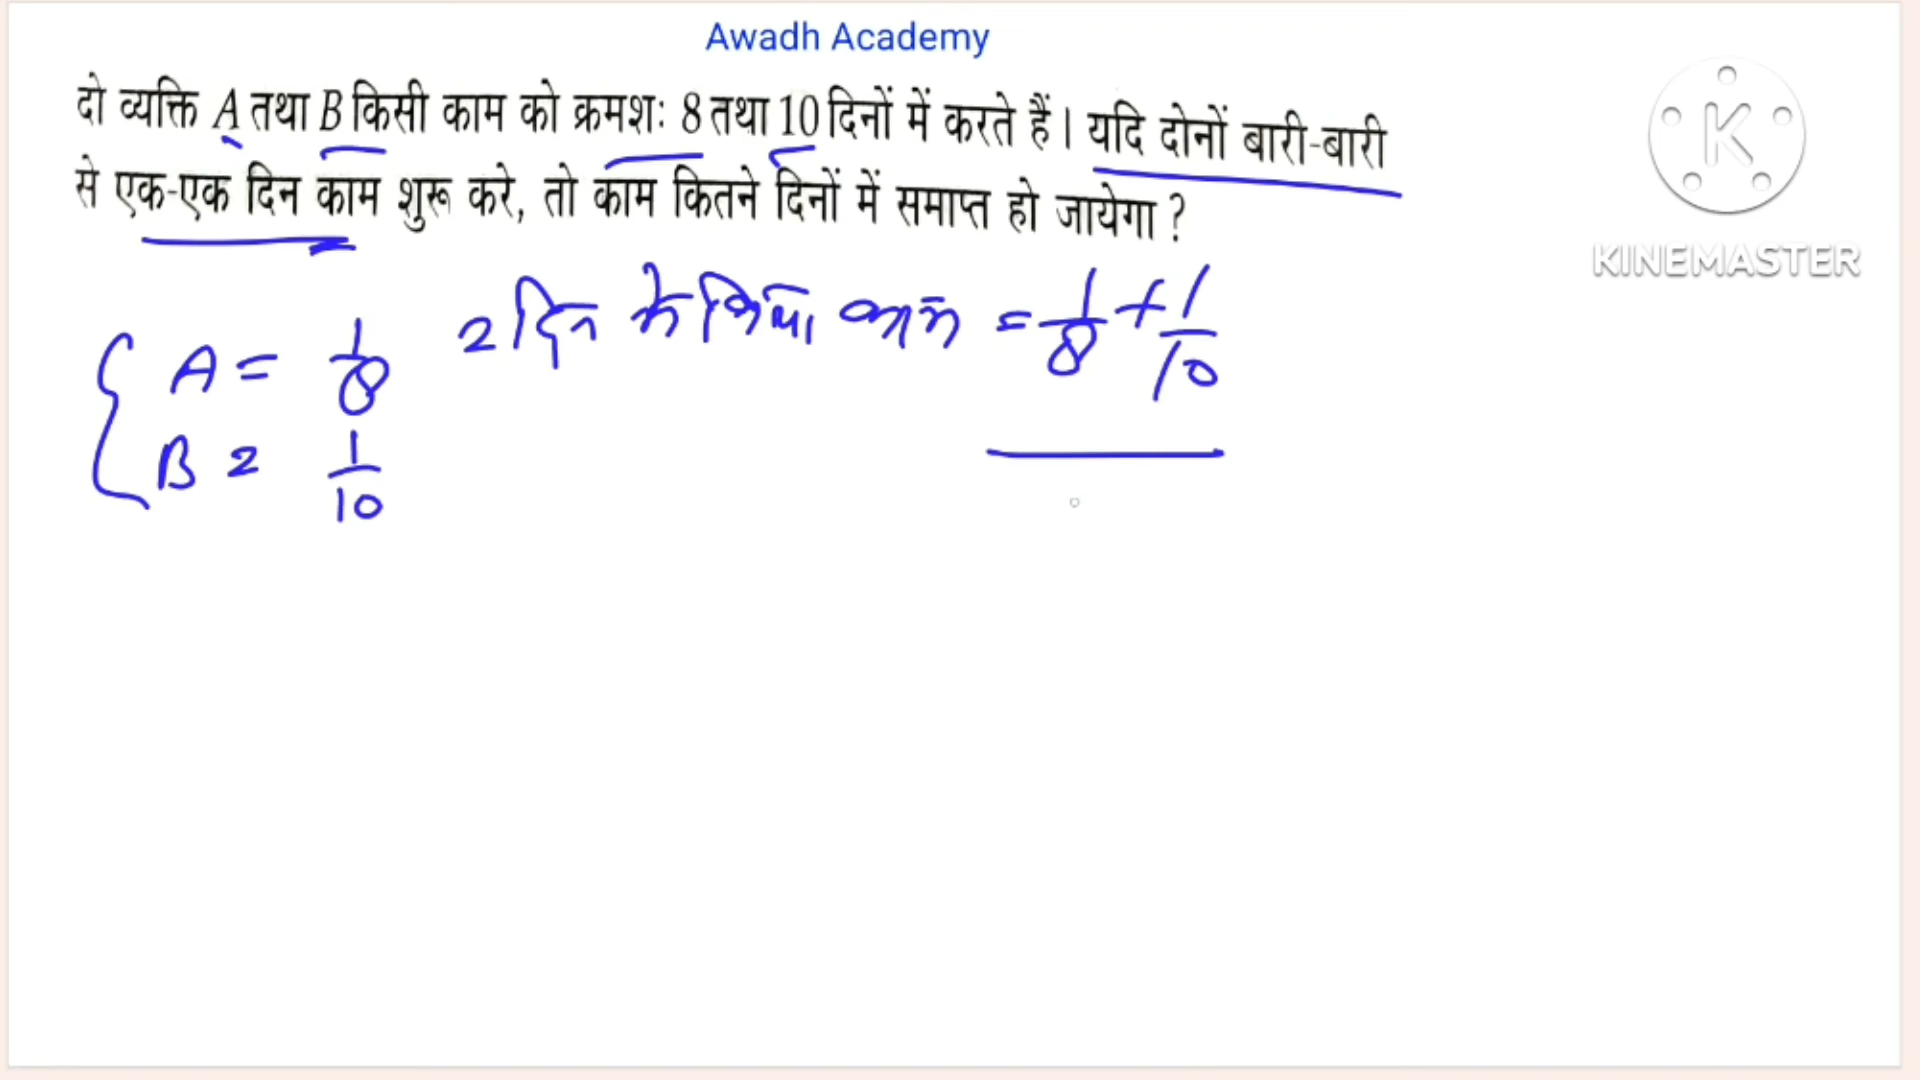 Awadh Academy
दो व्यक्ति A तथा B किसी काम को क्रमशः 8 तथा 10 दिनों में करते हैं। यदि दोनों बारी-बारी
से एक-एक दिन काम शुरू करे, तो काम कितने दिनों में समाप्त हो जायेगा ?
K
KINEMASTER
2 दिन में किया काम = 1/8 + 1/10
A = 1/8
B = 1/10